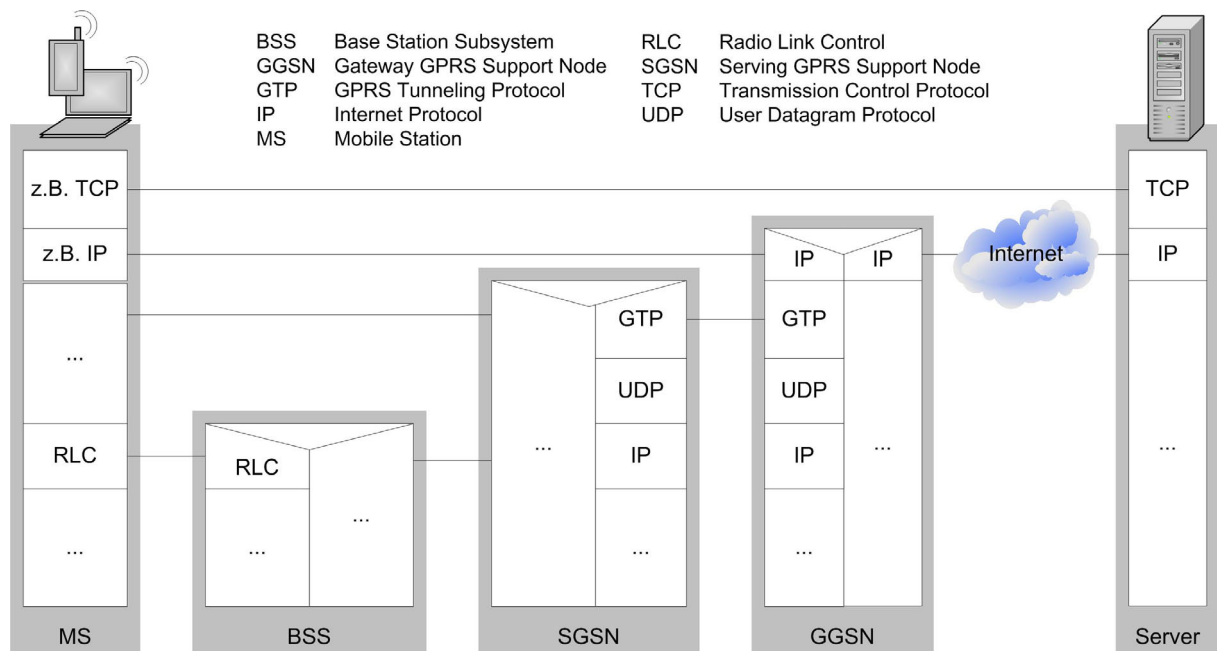 BSS Base Station Subsystem
GGSN Gateway GPRS Support Node
GTP GPRS Tunneling Protocol
IP Internet Protocol
MS Mobile Station
RLC Radio Link Control
SGSN Serving GPRS Support Node
TCP Transmission Control Protocol
UDP User Datagram Protocol
z.B. TCP
z.B. IP
...
RLC
...
MS
RLC
...
...
BSS
...
GTP
UDP
IP
...
SGSN
IP
IP
GTP
UDP
IP
...
...
GGSN
Internet
TCP
IP
...
Server